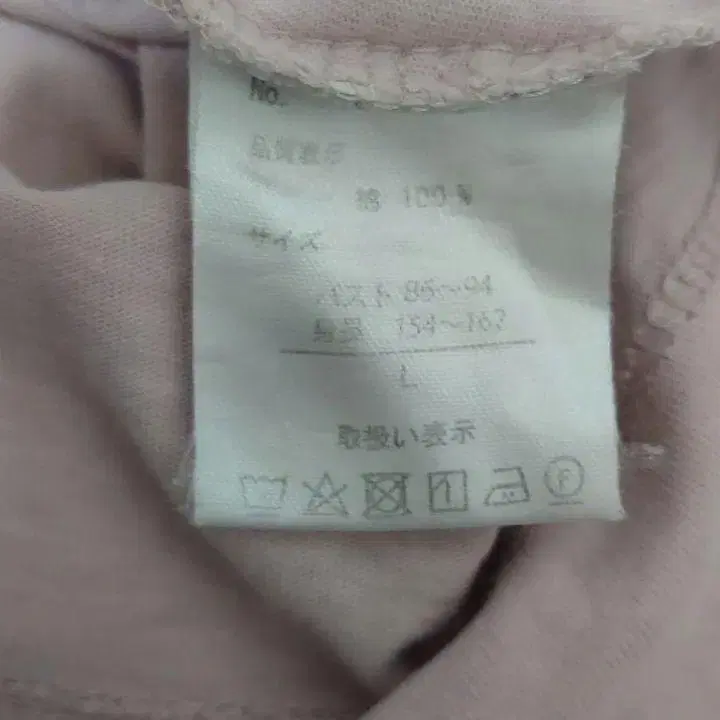 No.
品質表示
綿 100%
サイズ
バスト 86〜94
身長 154〜162
L
取扱い表示
F